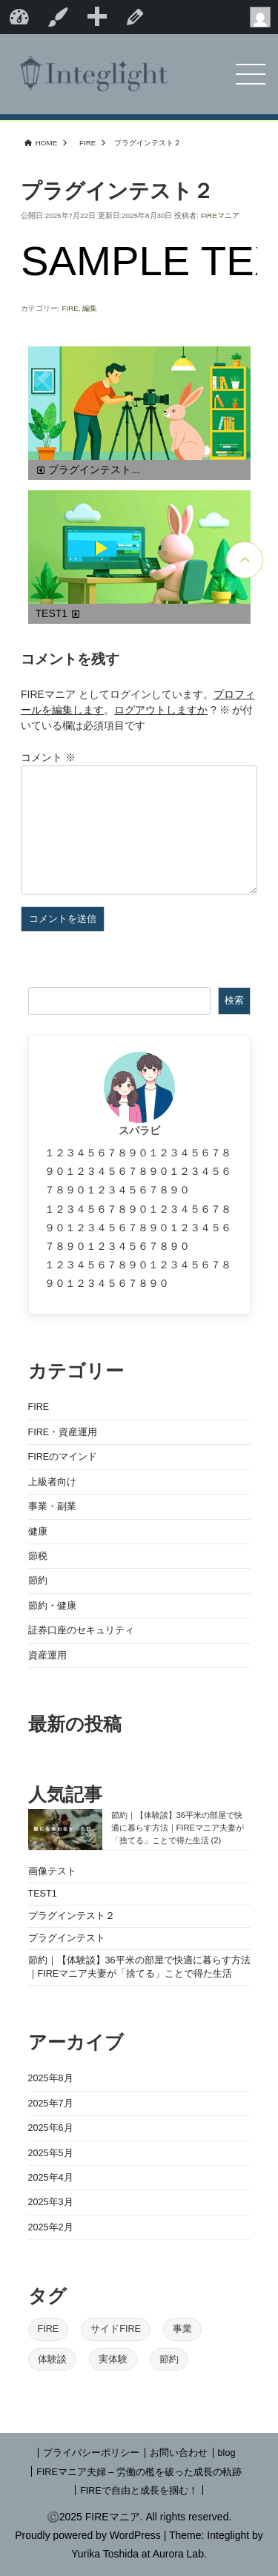 Integlight
HOME > FIRE > プラグインテスト２
プラグインテスト２
公開日:2025年7月22日 更新日:2025年8月30日 投稿者: FIREマニア
SAMPLE TEX
カテゴリー: FIRE, 編集
プラグインテスト...
TEST1
コメントを残す
FIREマニア としてログインしています。プロフィ
ールを編集します。ログアウトしますか ? ※ が付
いている欄は必須項目です
コメント ※
コメントを送信
検索
スパラビ
１２３４５６７８９０１２３４５６７８
９０１２３４５６７８９０１２３４５６
７８９０１２３４５６７８９０
１２３４５６７８９０１２３４５６７８
９０１２３４５６７８９０１２３４５６
７８９０１２３４５６７８９０
１２３４５６７８９０１２３４５６７８
９０１２３４５６７８９０
カテゴリー
FIRE
FIRE・資産運用
FIREのマインド
上級者向け
事業・副業
健康
節税
節約
節約・健康
証券口座のセキュリティ
資産運用
最新の投稿
人気記事
節約｜【体験談】36平米の部屋で快
適に暮らす方法｜FIREマニア夫妻が
「捨てる」ことで得た生活 (2)
画像テスト
TEST1
プラグインテスト２
プラグインテスト
節約｜【体験談】36平米の部屋で快適に暮らす方法
｜FIREマニア夫妻が「捨てる」ことで得た生活
アーカイブ
2025年8月
2025年7月
2025年6月
2025年5月
2025年4月
2025年3月
2025年2月
タグ
FIRE サイドFIRE 事業
体験談 実体験 節約
| プライバシーポリシー | お問い合わせ | blog
| FIREマニア夫婦 – 労働の檻を破った成長の軌跡
| FIREで自由と成長を掴む！ |
©2025 FIREマニア. All rights reserved.
Proudly powered by WordPress | Theme: Integlight by
Yurika Toshida at Aurora Lab.